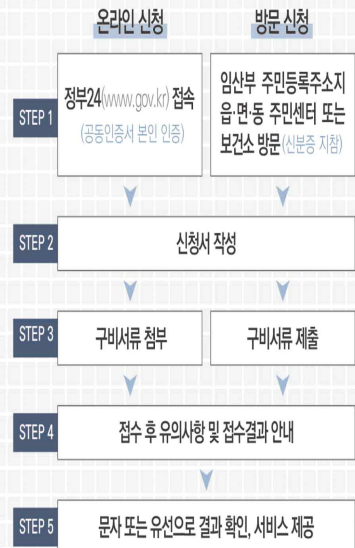 온라인 신청
방문 신청
STEP 1
정부24(www.gov.kr) 접속
(공동인증서 본인 인증)
임산부 주민등록주소지
읍·면·동 주민센터 또는
보건소 방문(신분증 지참)
STEP 2
신청서 작성
STEP 3
구비서류 첨부
구비서류 제출
STEP 4
접수 후 유의사항 및 접수결과 안내
STEP 5
문자 또는 유선으로 결과 확인, 서비스 제공